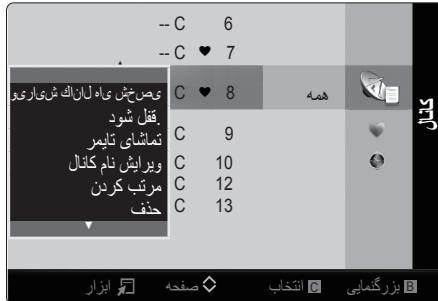 کانال
-- C 6
-- C ♥ 7
C ♥ 8
همه
C 9
C 10
C 12
C 13
ویرایش کانال های شخصی
قفل شود.
تماشای تایمر
ویرایش نام کانال
مرتب کردن
حذف
B بزرگنمایی C انتخاب صفحه ابزار